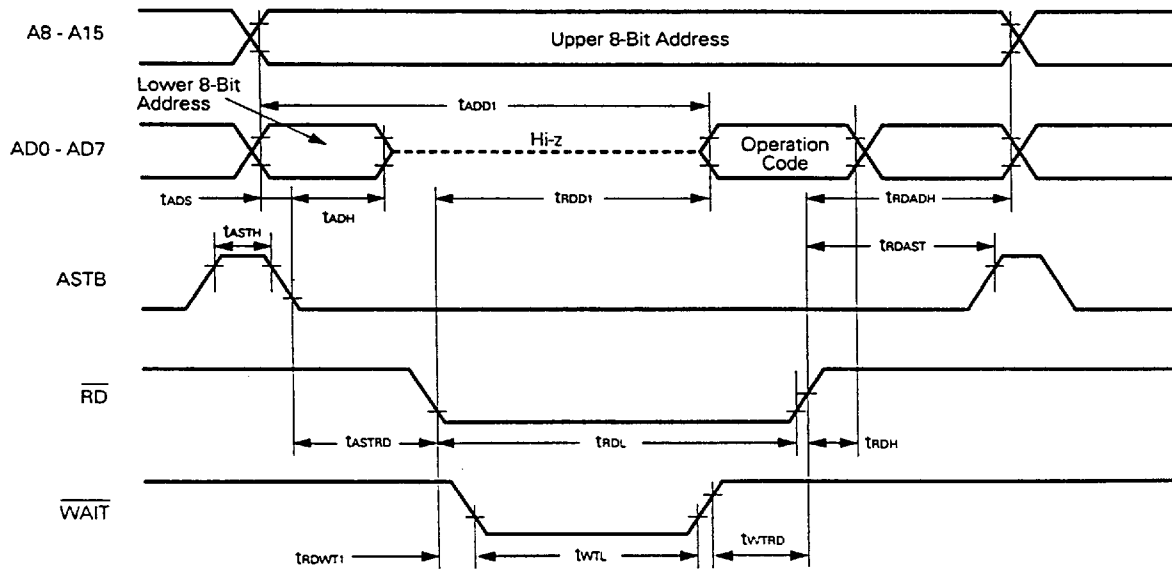 A8 - A15
Upper 8-Bit Address
Lower 8-Bit
Address
tADD1
AD0 - AD7
Hi-z
Operation
Code
tADS
tADH
tRDD1
tRDADH
tASTH
tRDAST
ASTB
RD
tASTRD
tRDL
tRDH
WAIT
tRDWT1
tWTL
tWTRD